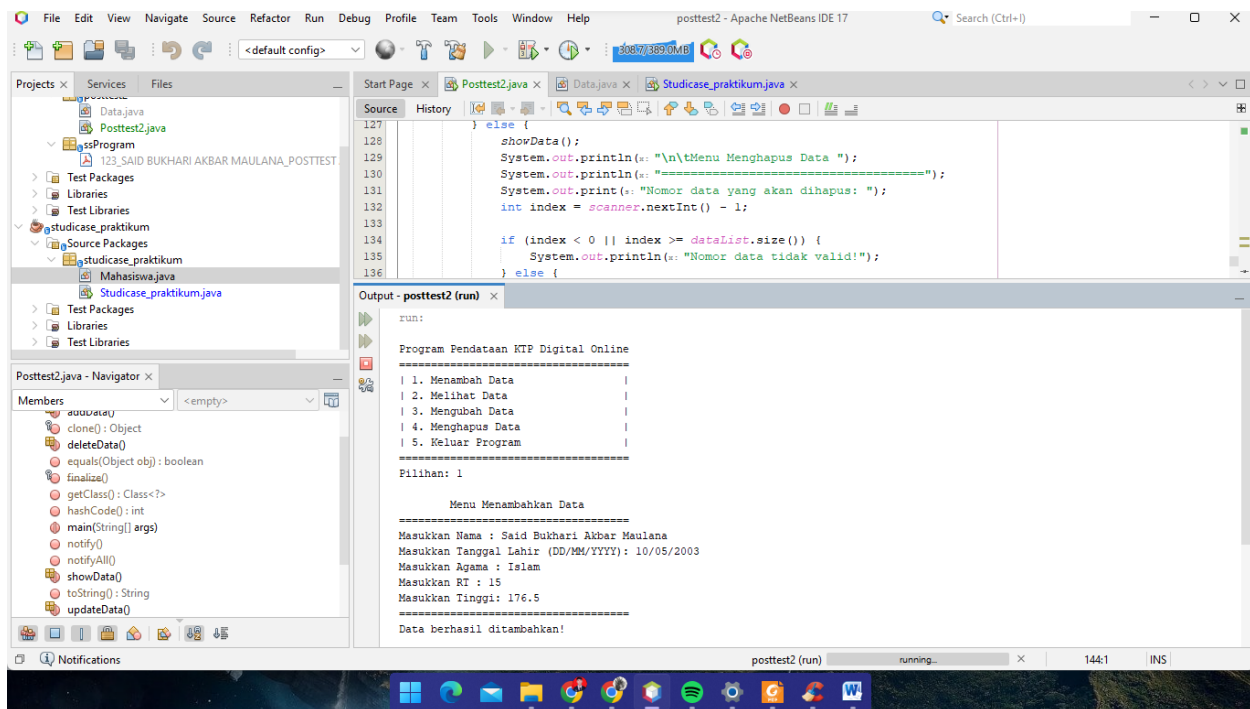 File Edit View Navigate Source Refactor Run Debug Profile Team Tools Window Help posttest2 - Apache NetBeans IDE 17 Search (Ctrl+I)
<default config> 308.7/389.0MB
Projects Services Files
Data.java
Posttest2.java
ssProgram
123_SAID BUKHARI AKBAR MAULANA_POSTTEST
Test Packages
Libraries
Test Libraries
studicase_praktikum
Source Packages
studicase_praktikum
Mahasiswa.java
Studicase_praktikum.java
Test Packages
Libraries
Test Libraries
Posttest2.java - Navigator
Members <empty>
addData()
clone() : Object
deleteData()
equals(Object obj) : boolean
finalize()
getClass() : Class<?>
hashCode() : int
main(String[] args)
notify()
notifyAll()
showData()
toString() : String
updateData()
Start Page Posttest2.java Data.java Studicase_praktikum.java
Source History
127 } else {
128 showData();
129 System.out.println(x: "\n\tMenu Menghapus Data ");
130 System.out.println(x: "===================================");
131 System.out.print(s: "Nomor data yang akan dihapus: ");
132 int index = scanner.nextInt() - 1;
133
134 if (index < 0 || index >= dataList.size()) {
135 System.out.println(x: "Nomor data tidak valid!");
136 } else {
Output - posttest2 (run)
run:
Program Pendataan KTP Digital Online
===================================
| 1. Menambah Data |
| 2. Melihat Data |
| 3. Mengubah Data |
| 4. Menghapus Data |
| 5. Keluar Program |
===================================
Pilihan: 1
Menu Menambahkan Data
===================================
Masukkan Nama : Said Bukhari Akbar Maulana
Masukkan Tanggal Lahir (DD/MM/YYYY): 10/05/2003
Masukkan Agama : Islam
Masukkan RT : 15
Masukkan Tinggi: 176.5
===================================
Data berhasil ditambahkan!
Notifications posttest2 (run) running... 144:1 INS